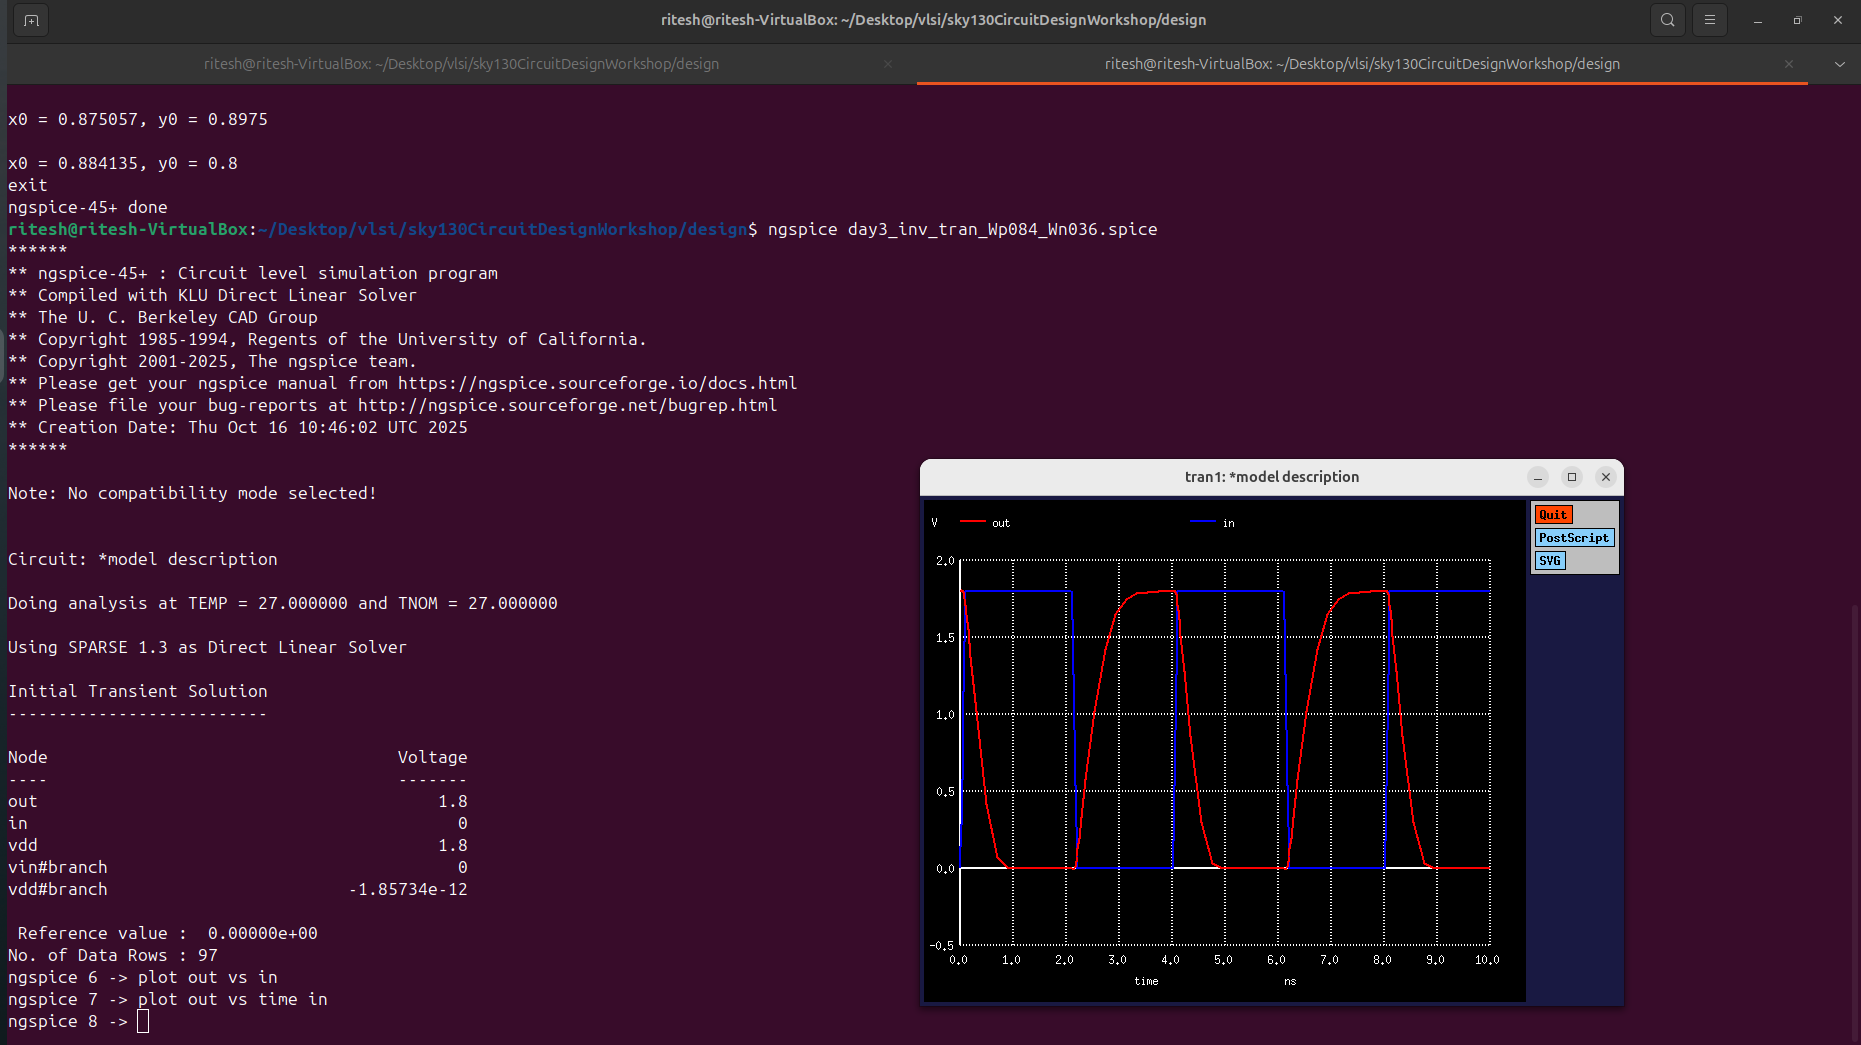 ritesh@ritesh-VirtualBox: ~/Desktop/vlsi/sky130CircuitDesignWorkshop/design
ritesh@ritesh-VirtualBox: ~/Desktop/vlsi/sky130CircuitDesignWorkshop/design
ritesh@ritesh-VirtualBox: ~/Desktop/vlsi/sky130CircuitDesignWorkshop/design
x0 = 0.875057, y0 = 0.8975
x0 = 0.884135, y0 = 0.8
exit
ngspice-45+ done
ritesh@ritesh-VirtualBox:~/Desktop/vlsi/sky130CircuitDesignWorkshop/design$ ngspice day3_inv_tran_Wp084_Wn036.spice
******
** ngspice-45+ : Circuit level simulation program
** Compiled with KLU Direct Linear Solver
** The U. C. Berkeley CAD Group
** Copyright 1985-1994, Regents of the University of California.
** Copyright 2001-2025, The ngspice team.
** Please get your ngspice manual from https://ngspice.sourceforge.io/docs.html
** Please file your bug-reports at http://ngspice.sourceforge.net/bugrep.html
** Creation Date: Thu Oct 16 10:46:02 UTC 2025
******
Note: No compatibility mode selected!
Circuit: *model description
Doing analysis at TEMP = 27.000000 and TNOM = 27.000000
Using SPARSE 1.3 as Direct Linear Solver
Initial Transient Solution
--------------------------
Node Voltage
---- -------
out 1.8
in 0
vdd 1.8
vin#branch 0
vdd#branch -1.85734e-12
Reference value : 0.00000e+00
No. of Data Rows : 97
ngspice 6 -> plot out vs in
ngspice 7 -> plot out vs time in
ngspice 8 ->
tran1: *model description
V out in
Quit
PostScript
SVG
2.0
1.5
1.0
0.5
0.0
-0.5
0.0 1.0 2.0 3.0 4.0 5.0 6.0 7.0 8.0 9.0 10.0
time ns